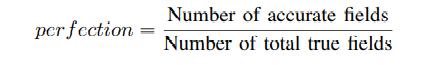 perfection = Number of accurate fields / Number of total true fields